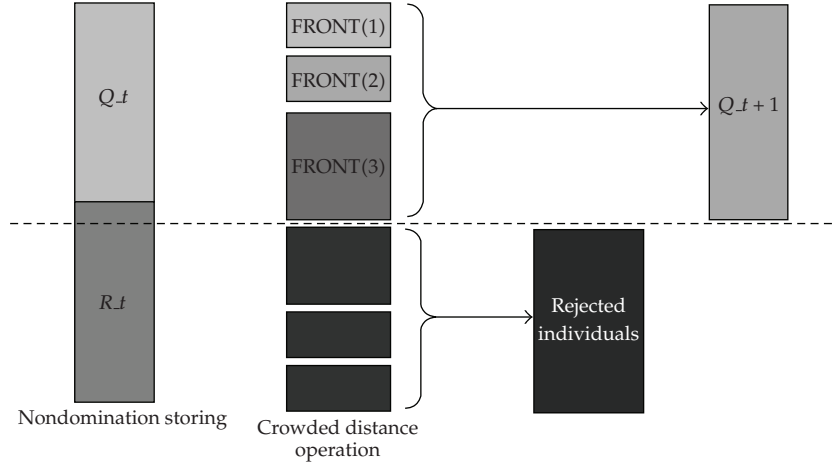 Q_t
R_t
Nondomination storing
FRONT(1)
FRONT(2)
FRONT(3)
Crowded distance
operation
Rejected
individuals
Q_t + 1